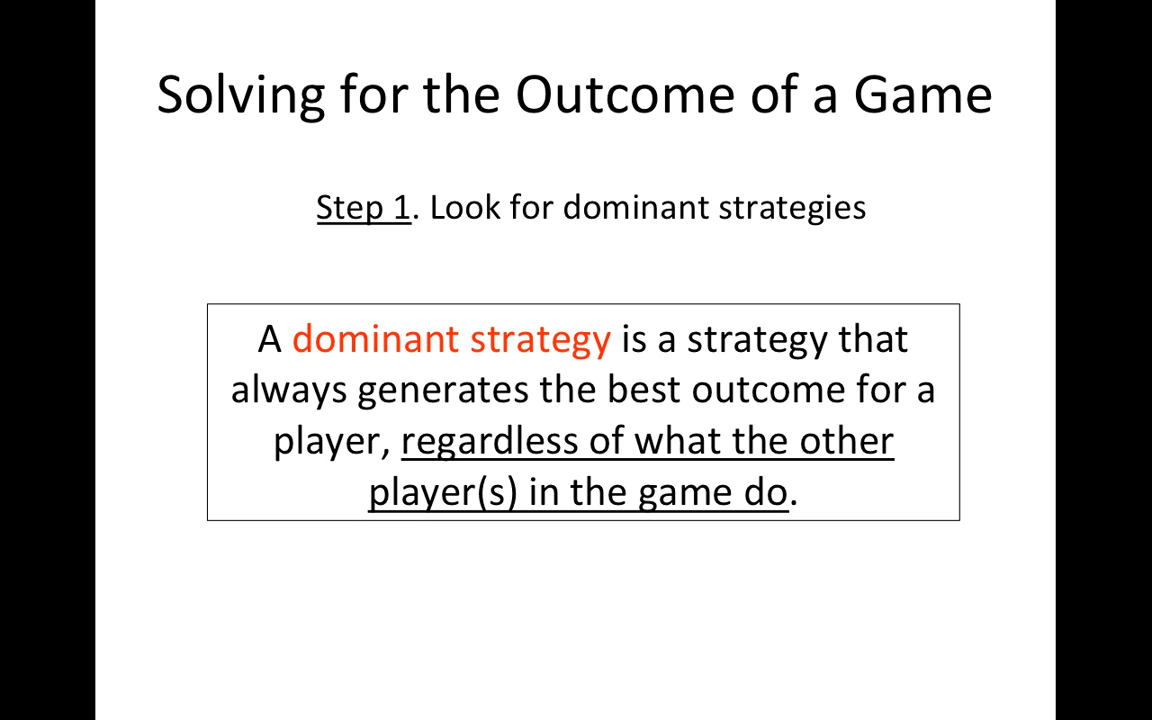 Solving for the Outcome of a Game
Step 1. Look for dominant strategies
A dominant strategy is a strategy that
always generates the best outcome for a
player, regardless of what the other
player(s) in the game do.